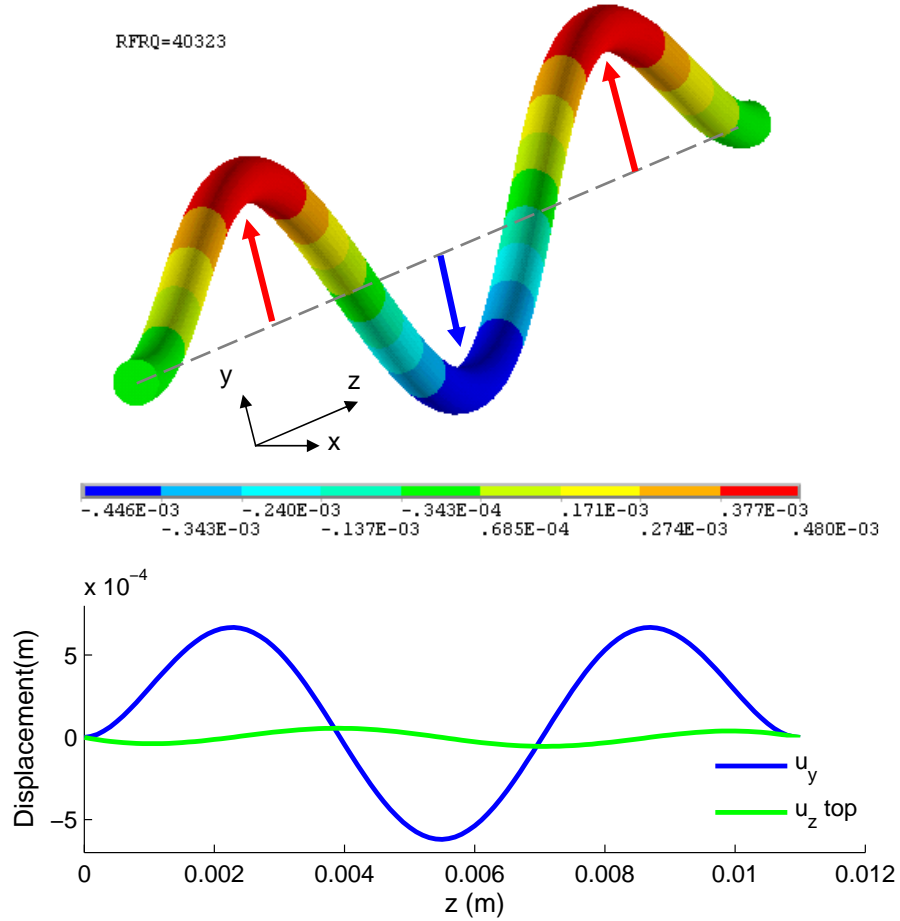 RFRQ=40323
y
z
x
-.446E-03 -.240E-03 -.343E-04 .171E-03 .377E-03
-.343E-03 -.137E-03 .685E-04 .274E-03 .480E-03
x 10⁻⁴
Displacement(m)
5
0
−5
u_y
u_z top
0 0.002 0.004 0.006 0.008 0.01 0.012
z (m)